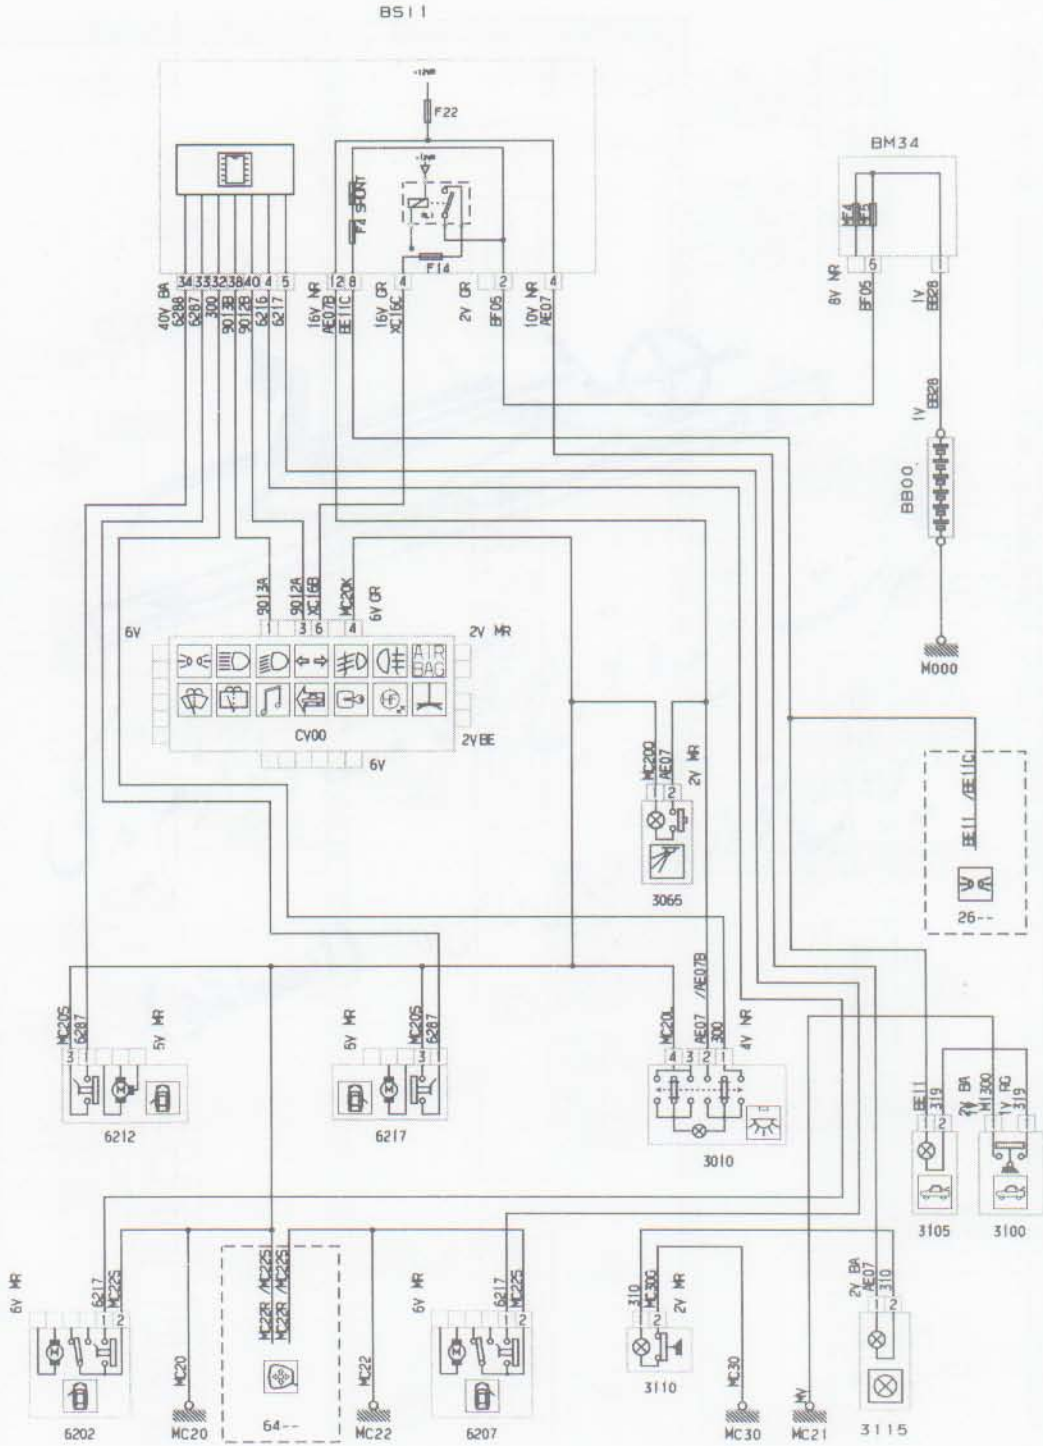 BSI1
+12VR
F22
+12VR
F4 SHUNT
F14
34 33 32 38 40 4 5
12 8
4
2
4
40V BA
6288
6287
300
9013B
9012B
6216
6217
16V NR
AE07B
BE11C
16V GR
XC16C
2V GR
BF05
10V NR
AE07
BM34
MF4
MF5
5
8V NR
BF05
1V
BB28
1V
BB28
BB00
M000
9013A
9012A
XC16B
MC20K
6V GR
1 3 6 4
6V
2V MR
AIR
BAG
CV00
2V BE
6V
MC20Q
AE07
2V MR
1 2
3065
BE11 /BE11C
26--
MC20S
6287
5V MR
3 1
6212
6V MR
MC20S
6287
3 1
6217
MC20L
AE07 /AE07B
300
4V NR
4 3 2 1
3010
BE11
319
2V BA
2
3105
1V
M1300
1V RG
319
3100
6V MR
6217
MC22S
1 2
6202
MC20
MC20
MC22R /MC22S
MC22R /MC22S
64--
MC22
MC22
6V MR
6217
MC22S
1 2
6207
310
MC30G
2V MR
2
3110
MC30
MC30
MV
MC21
2V BA
AE07
310
1 2
3115